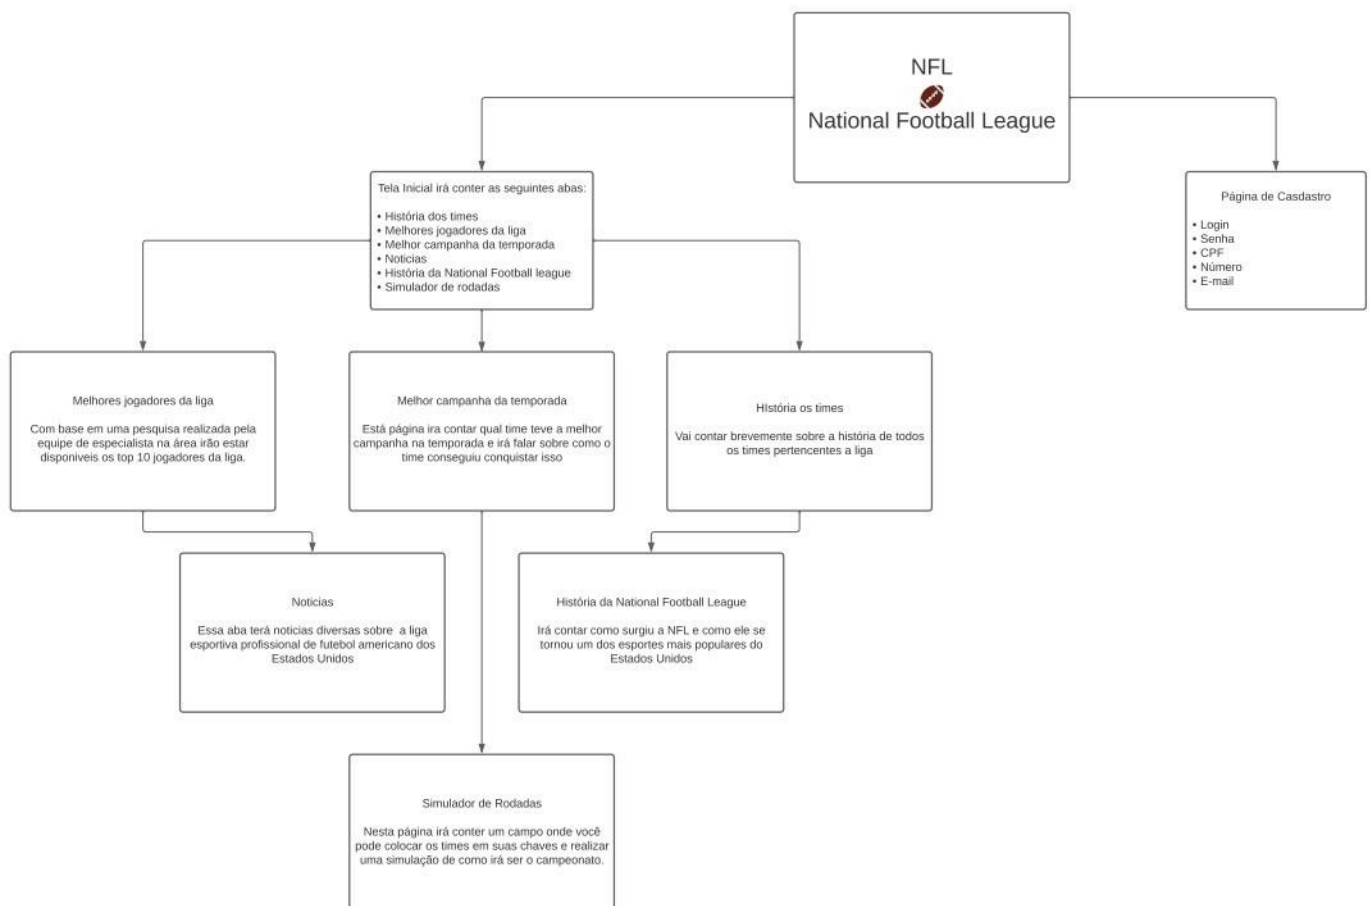 NFL
National Football League
Tela Inicial irá conter as seguintes abas:
• História dos times
• Melhores jogadores da liga
• Melhor campanha da temporada
• Noticias
• História da National Football league
• Simulador de rodadas
Página de Casdastro
• Login
• Senha
• CPF
• Número
• E-mail
Melhores jogadores da liga
Com base em uma pesquisa realizada pela
equipe de especialista na área irão estar
disponiveis os top 10 jogadores da liga.
Melhor campanha da temporada
Está página ira contar qual time teve a melhor
campanha na temporada e irá falar sobre como o
time conseguiu conquistar isso
HIstória os times
Vai contar brevemente sobre a história de todos
os times pertencentes a liga
Noticias
Essa aba terá noticias diversas sobre a liga
esportiva profissional de futebol americano dos
Estados Unidos
História da National Football League
Irá contar como surgiu a NFL e como ele se
tornou um dos esportes mais populares do
Estados Unidos
Simulador de Rodadas
Nesta página irá conter um campo onde você
pode colocar os times em suas chaves e realizar
uma simulação de como irá ser o campeonato.